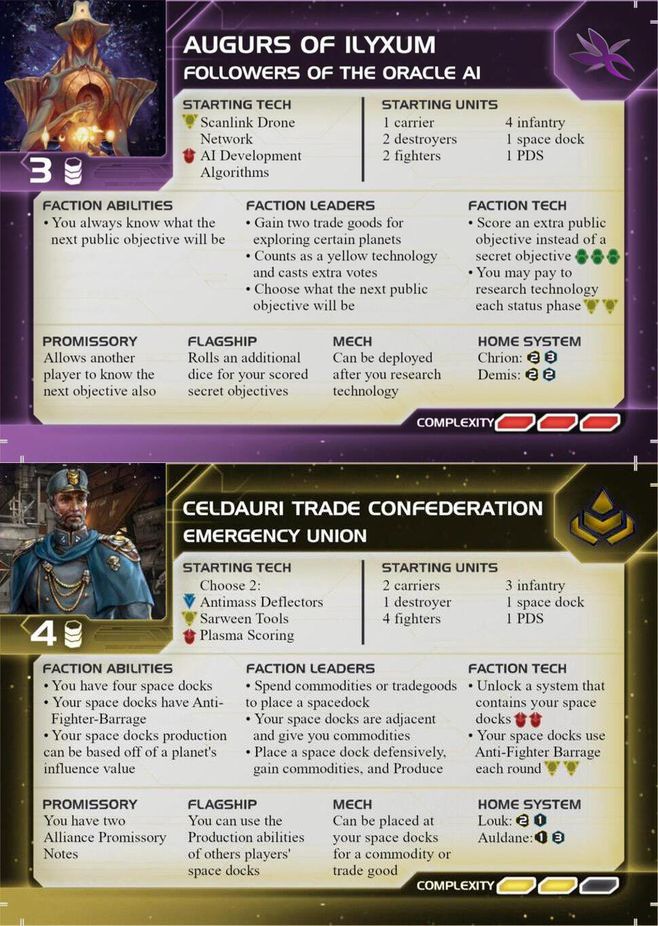 AUGURS OF ILYXUM
FOLLOWERS OF THE ORACLE AI
3
STARTING TECH
Scanlink Drone
Network
AI Development
Algorithms
STARTING UNITS
1 carrier
2 destroyers
2 fighters
4 infantry
1 space dock
1 PDS
FACTION ABILITIES
• You always know what the
next public objective will be
FACTION LEADERS
• Gain two trade goods for
exploring certain planets
• Counts as a yellow technology
and casts extra votes
• Choose what the next public
objective will be
FACTION TECH
• Score an extra public
objective instead of a
secret objective
• You may pay to
research technology
each status phase
PROMISSORY
Allows another
player to know the
next objective also
FLAGSHIP
Rolls an additional
dice for your scored
secret objectives
MECH
Can be deployed
after you research
technology
HOME SYSTEM
Chrion: 2 3
Demis: 2 2
COMPLEXITY
CELDAURI TRADE CONFEDERATION
EMERGENCY UNION
4
STARTING TECH
Choose 2:
Antimass Deflectors
Sarween Tools
Plasma Scoring
STARTING UNITS
2 carriers
1 destroyer
4 fighters
3 infantry
1 space dock
1 PDS
FACTION ABILITIES
• You have four space docks
• Your space docks have Anti-
Fighter-Barrage
• Your space docks production
can be based off of a planet's
influence value
FACTION LEADERS
• Spend commodities or tradegoods
to place a spacedock
• Your space docks are adjacent
and give you commodities
• Place a space dock defensively,
gain commodities, and Produce
FACTION TECH
• Unlock a system that
contains your space
docks
• Your space docks use
Anti-Fighter Barrage
each round
PROMISSORY
You have two
Alliance Promissory
Notes
FLAGSHIP
You can use the
Production abilities
of others players'
space docks
MECH
Can be placed at
your space docks
for a commodity or
trade good
HOME SYSTEM
Louk: 2 1
Auldane: 1 3
COMPLEXITY